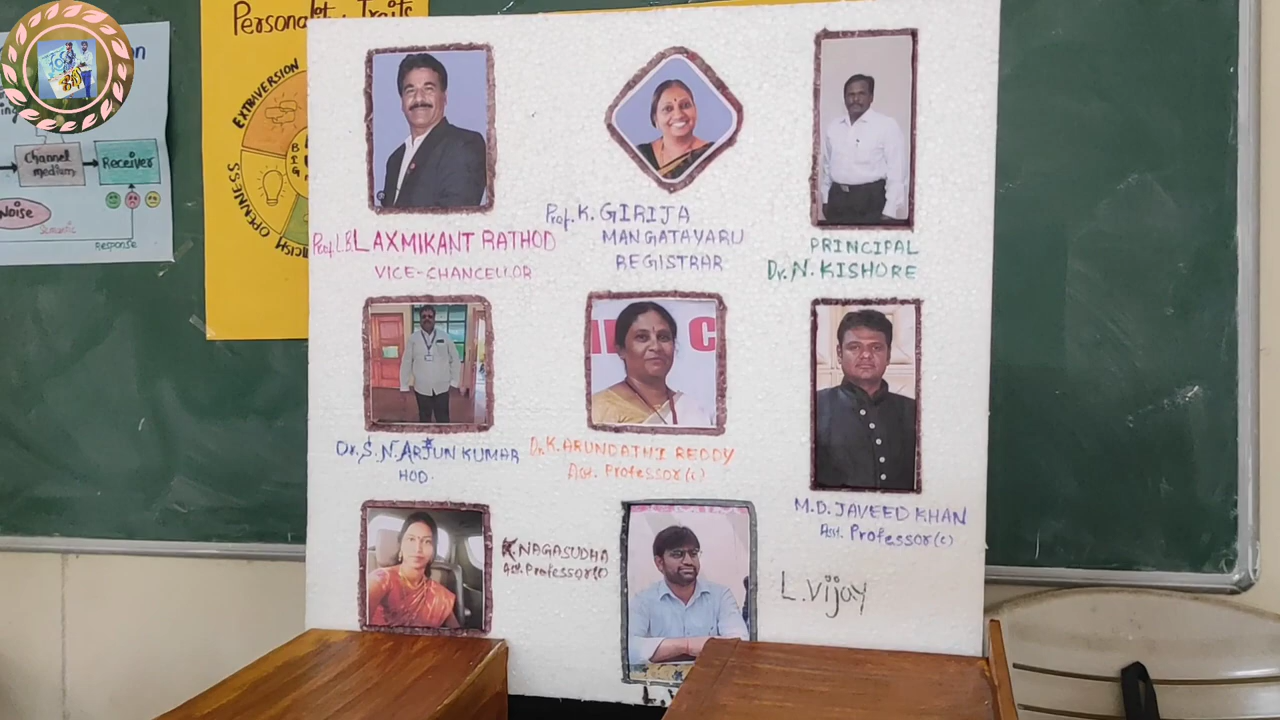 Personality Traits
EXTRAVERSION
OPENNESS
Channel
medium
Receiver
Noise
Semantic
Response
Prof. L.B. LAXMIKANT RATHOD
VICE-CHANCELLOR
Prof. K. GIRIJA
MANGATAYARU
REGISTRAR
PRINCIPAL
Dr. N. KISHORE
Dr. S. N. ARJUN KUMAR
HOD.
Dr. K. ARUNDATHI REDDY
Asst. Professor (c)
M.D. JAVEED KHAN
Asst. Professor (c)
K. NAGASUDHA
Asst. Professor (c)
L. Vijay